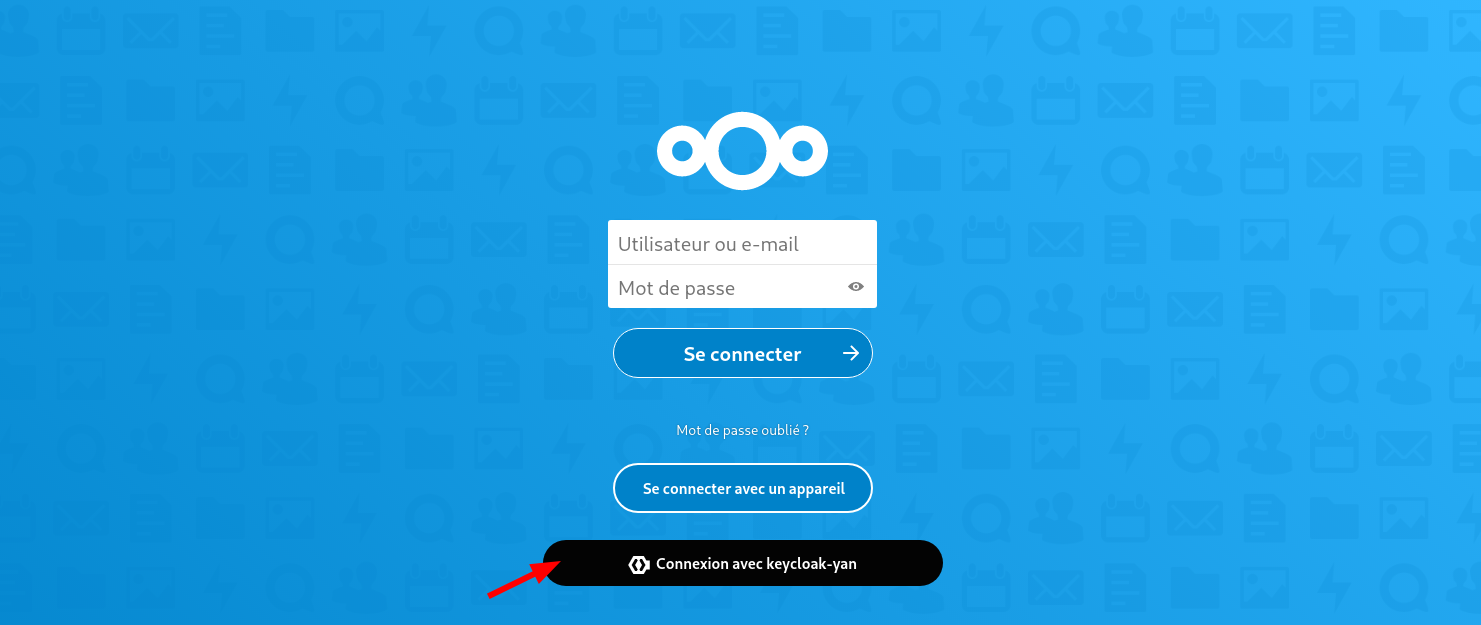 Utilisateur ou e-mail
Mot de passe
Se connecter
Mot de passe oublié ?
Se connecter avec un appareil
Connexion avec keycloak-yan